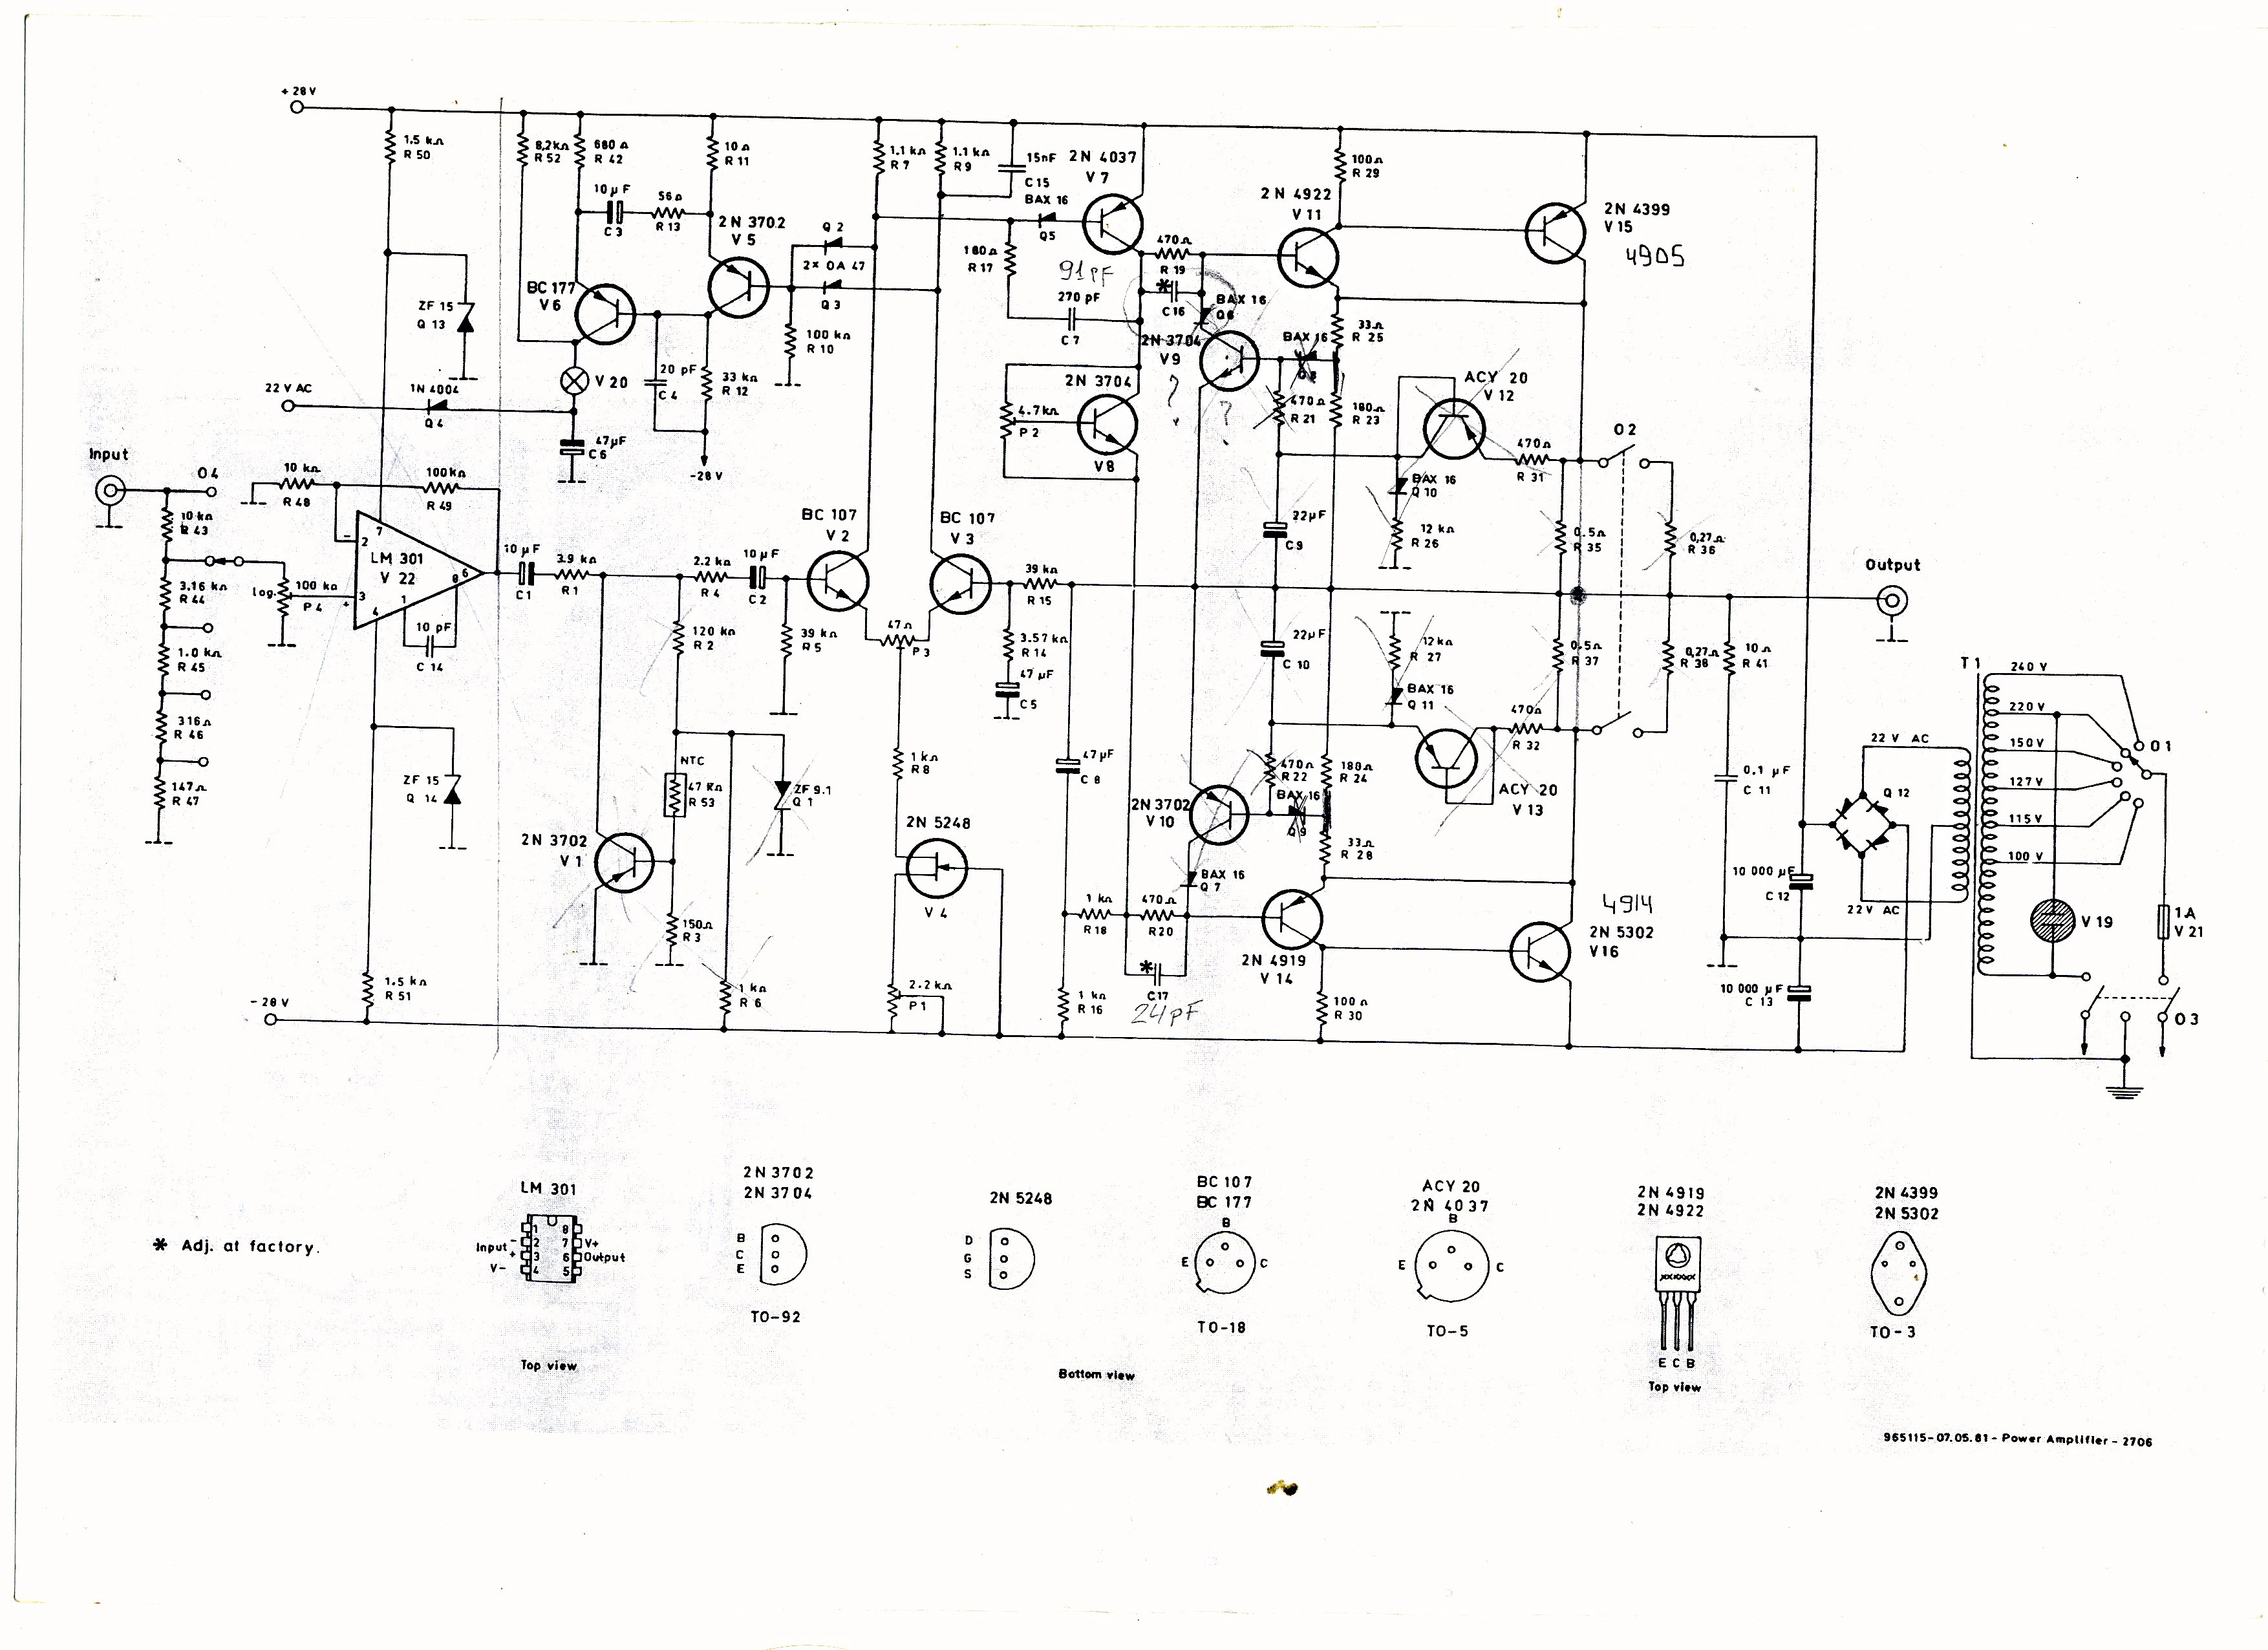 + 28 V
1.5 kΩ
R 50
8,2kΩ
R 52
680 Ω
R 42
10 Ω
R 11
1.1 kΩ
R 7
1.1 kΩ
R 9
15nF
C 15
2N 4037
V 7
100Ω
R 29
2N 4922
V 11
2N 4399
V 15
4905
10 µF
C 3
56Ω
R 13
2N 3702
V 5
BAX 16
Q5
Q 2
2× OA 47
Q 3
180Ω
R 17
91pF
470Ω
R 19
*
C 16
BAX 16
Q6
BC 177
V 6
ZF 15
Q 13
100 kΩ
R 10
270 pF
C 7
2N 3704
V 9
?
?
BAX 16
Q 8
33Ω
R 25
22 V AC
1N 4004
Q 4
V 20
20 pF
C 4
33 kΩ
R 12
2N 3704
V8
4.7kΩ
P 2
470Ω
R 21
180Ω
R 23
ACY 20
V 12
47µF
C 6
-28 V
470Ω
R 31
O 2
Input
O 4
10 kΩ
R 48
100kΩ
R 49
10 kΩ
R 43
BAX 16
Q 10
12 kΩ
R 26
22µF
C9
0.5Ω
R 35
0,27Ω
R 36
LM 301
V 22
7
2
3
4
1
8
6
-
+
10 µF
C 1
3.9 kΩ
R 1
2.2 kΩ
R 4
10 µF
C 2
BC 107
V 2
BC 107
V 3
39 kΩ
R 15
Output
3.16 kΩ
R 44
log.
100 kΩ
P 4
10 pF
C 14
120 kΩ
R 2
39 kΩ
R 5
47Ω
P3
3.57 kΩ
R 14
47 µF
C 5
22µF
C 10
12kΩ
R 27
BAX 16
Q 11
0.5Ω
R 37
0,27Ω
R 38
10 Ω
R 41
1.0 kΩ
R 45
316Ω
R 46
147Ω
R 47
ZF 15
Q 14
NTC
47 KΩ
R 53
ZF 9.1
Q 1
1 kΩ
R 8
47 µF
C 8
470Ω
R 22
180Ω
R 24
BAX 16
Q 9
470Ω
R 32
ACY 20
V 13
0.1 µF
C 11
T 1
240 V
220 V
150 V
127 V
115 V
100 V
O 1
22 V AC
22 V AC
Q 12
2N 3702
V 1
150Ω
R 3
2N 5248
V 4
2N 3702
V 10
BAX 16
Q 7
33Ω
R 28
1 kΩ
R 18
470Ω
R20
*
C17
24pF
2N 4919
V 14
4914
2N 5302
V16
10 000 µF
C 12
10 000 µF
C 13
V 19
1A
V 21
O 3
1.5 kΩ
R 51
1 kΩ
R 6
2.2kΩ
P 1
1 kΩ
R 16
100 Ω
R 30
- 28 V
* Adj. at factory.
LM 301
1
2
3
4
8
7
6
5
Input
-
+
V-
V+
Output
Top view
2N 3702
2N 3704
B
C
E
TO-92
2N 5248
D
G
S
Bottom view
BC 107
BC 177
B
E
C
TO-18
ACY 20
2N 4037
B
E
C
TO-5
2N 4919
2N 4922
XXXXXXX
E C B
Top view
2N 4399
2N 5302
TO-3
965115-07.05.81 - Power Amplifier - 2706